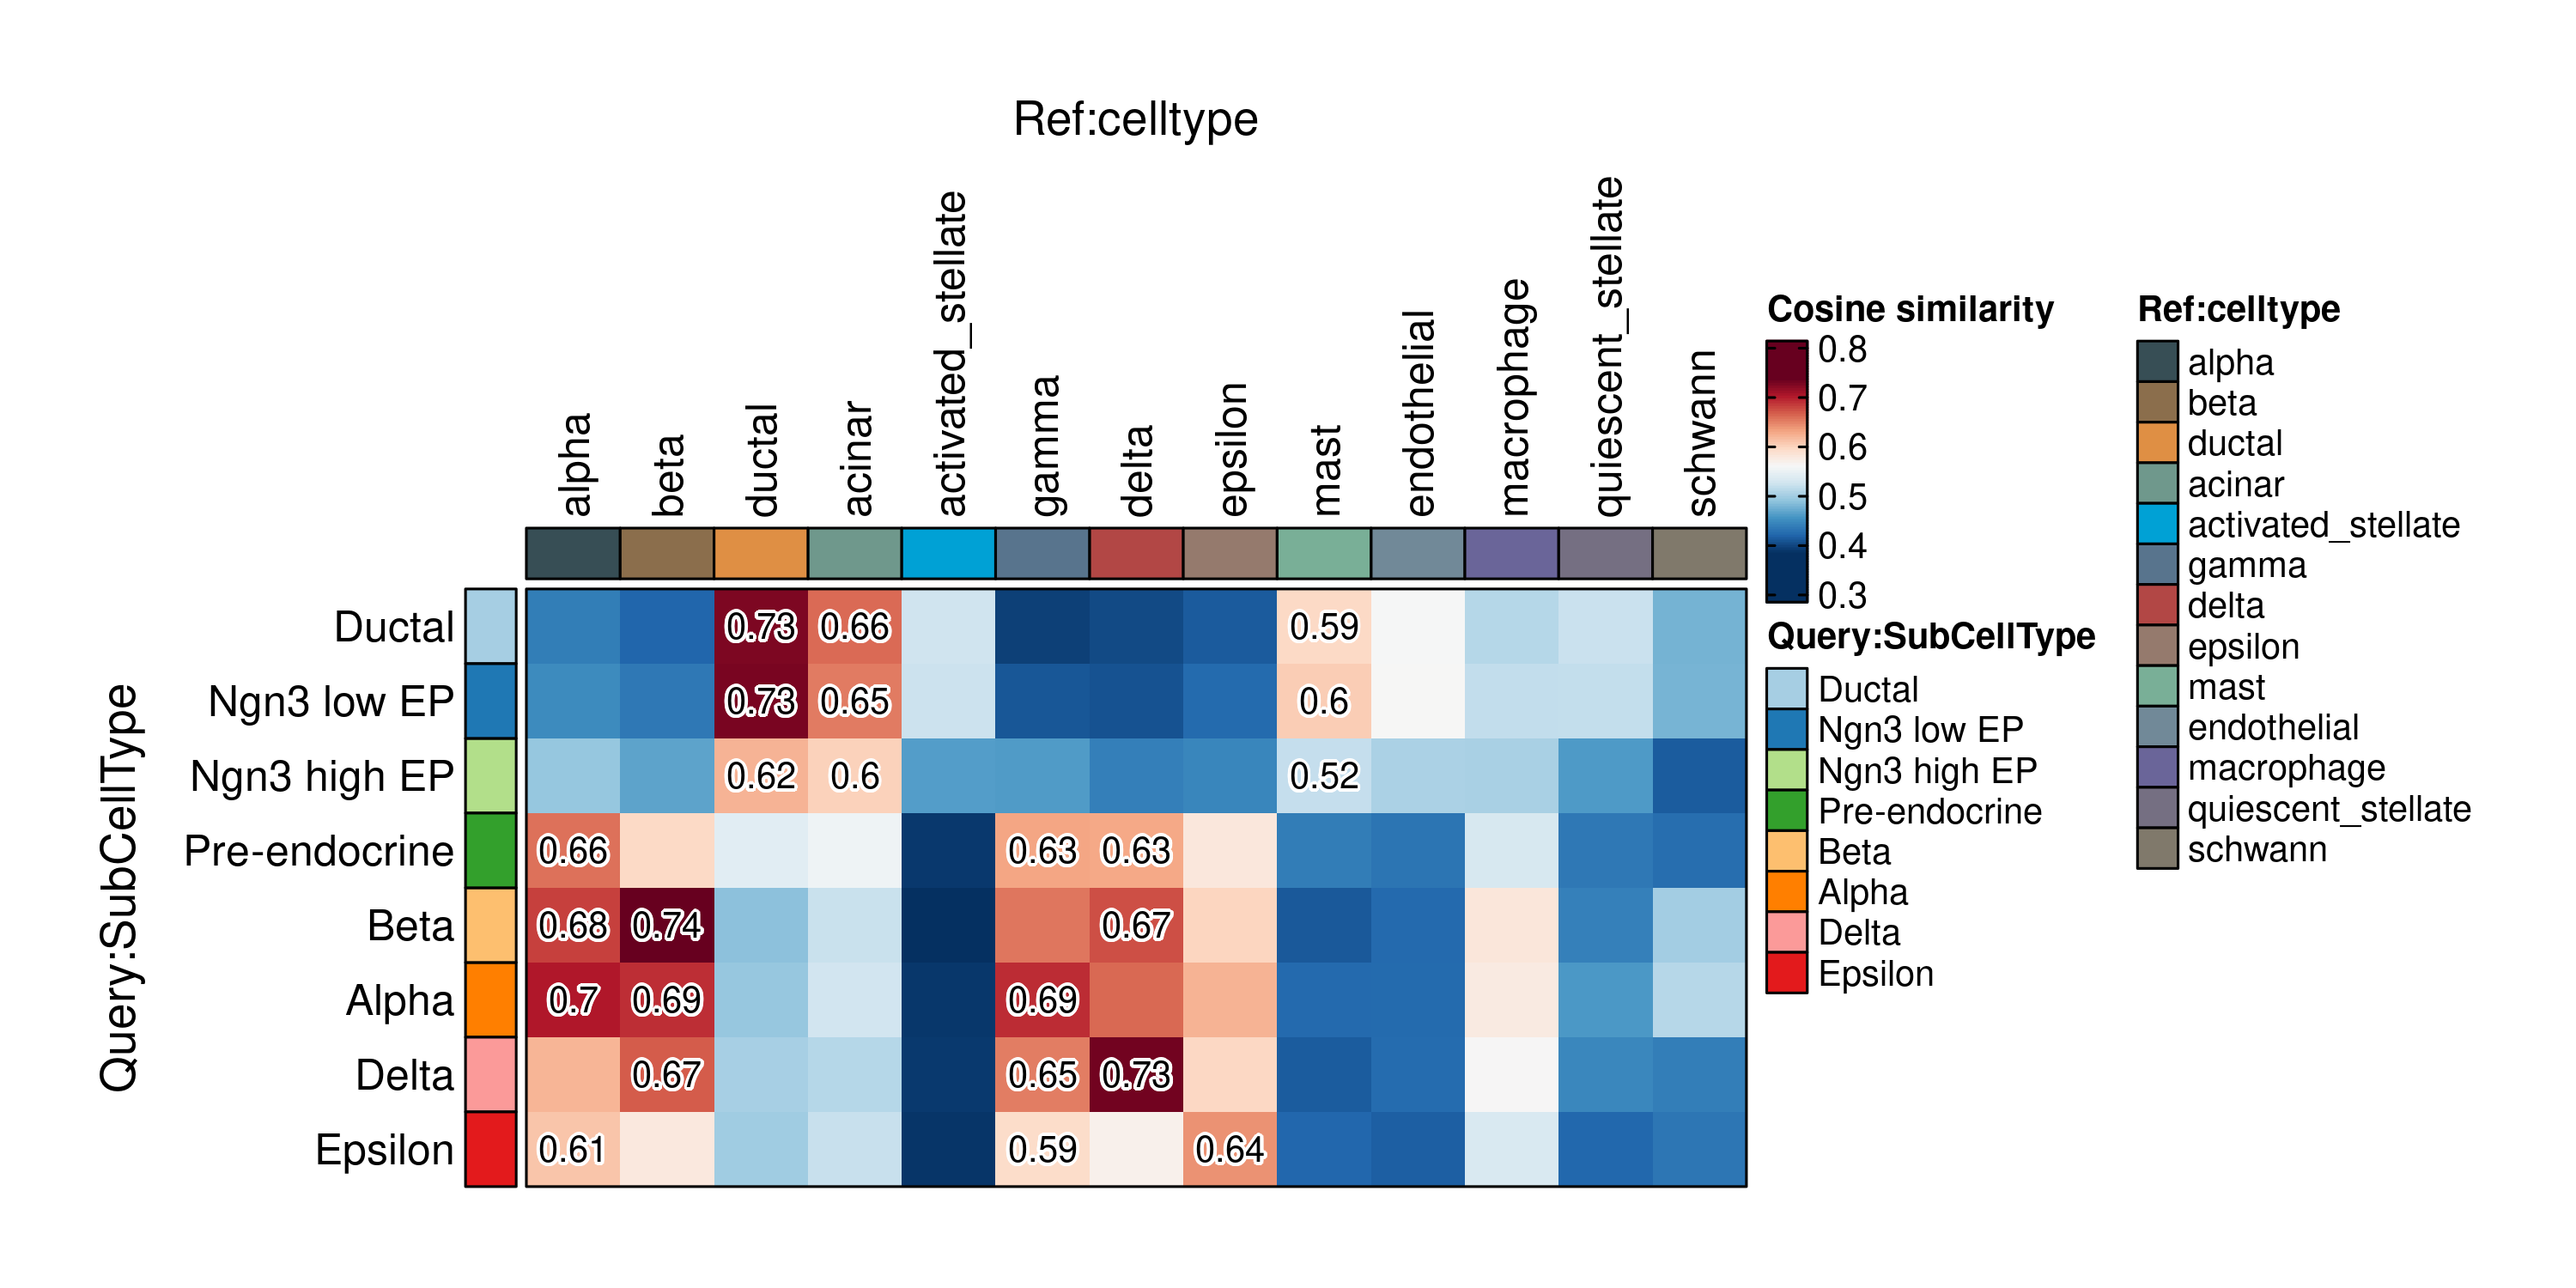 Ref:celltype
alpha
beta
ductal
acinar
activated_stellate
gamma
delta
epsilon
mast
endothelial
macrophage
quiescent_stellate
schwann
Query:SubCellType
Ductal 0.73 0.66 0.59
Ngn3 low EP 0.73 0.65 0.6
Ngn3 high EP 0.62 0.6 0.52
Pre-endocrine 0.66 0.63 0.63
Beta 0.68 0.74 0.67
Alpha 0.7 0.69 0.69
Delta 0.67 0.65 0.73
Epsilon 0.61 0.59 0.64
Cosine similarity
0.8
0.7
0.6
0.5
0.4
0.3
Query:SubCellType
Ductal
Ngn3 low EP
Ngn3 high EP
Pre-endocrine
Beta
Alpha
Delta
Epsilon
Ref:celltype
alpha
beta
ductal
acinar
activated_stellate
gamma
delta
epsilon
mast
endothelial
macrophage
quiescent_stellate
schwann